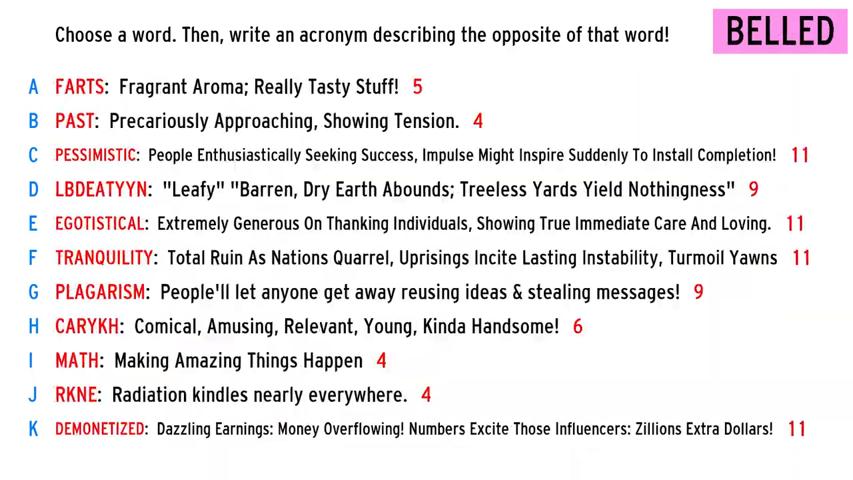 Choose a word. Then, write an acronym describing the opposite of that word!
BELLED
A FARTS: Fragrant Aroma; Really Tasty Stuff! 5
B PAST: Precariously Approaching, Showing Tension. 4
C PESSIMISTIC: People Enthusiastically Seeking Success, Impulse Might Inspire Suddenly To Install Completion! 11
D LBDEATYYN: "Leafy" "Barren, Dry Earth Abounds; Treeless Yards Yield Nothingness" 9
E EGOTISTICAL: Extremely Generous On Thanking Individuals, Showing True Immediate Care And Loving. 11
F TRANQUILITY: Total Ruin As Nations Quarrel, Uprisings Incite Lasting Instability, Turmoil Yawns 11
G PLAGARISM: People'll let anyone get away reusing ideas & stealing messages! 9
H CARYKH: Comical, Amusing, Relevant, Young, Kinda Handsome! 6
I MATH: Making Amazing Things Happen 4
J RKNE: Radiation kindles nearly everywhere. 4
K DEMONETIZED: Dazzling Earnings: Money Overflowing! Numbers Excite Those Influencers: Zillions Extra Dollars! 11